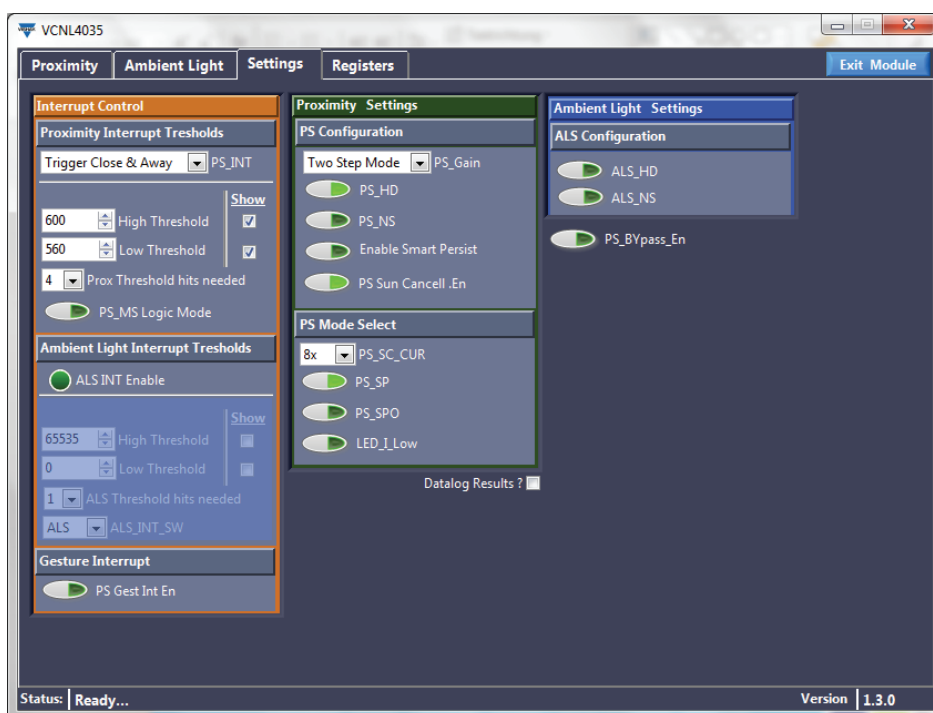 VCNL4035
Proximity
Ambient Light
Settings
Registers
Exit Module
Interrupt Control
Proximity Interrupt Tresholds
Trigger Close & Away PS_INT
Show
600 High Threshold
560 Low Threshold
4 Prox Threshold hits needed
PS_MS Logic Mode
Ambient Light Interrupt Tresholds
ALS INT Enable
Show
65535 High Threshold
0 Low Threshold
1 ALS Threshold hits needed
ALS ALS_INT_SW
Gesture Interrupt
PS Gest Int En
Proximity Settings
PS Configuration
Two Step Mode PS_Gain
PS_HD
PS_NS
Enable Smart Persist
PS Sun Cancell .En
PS Mode Select
8x PS_SC_CUR
PS_SP
PS_SPO
LED_I_Low
Datalog Results ?
Ambient Light Settings
ALS Configuration
ALS_HD
ALS_NS
PS_BYpass_En
Status: Ready...
Version 1.3.0